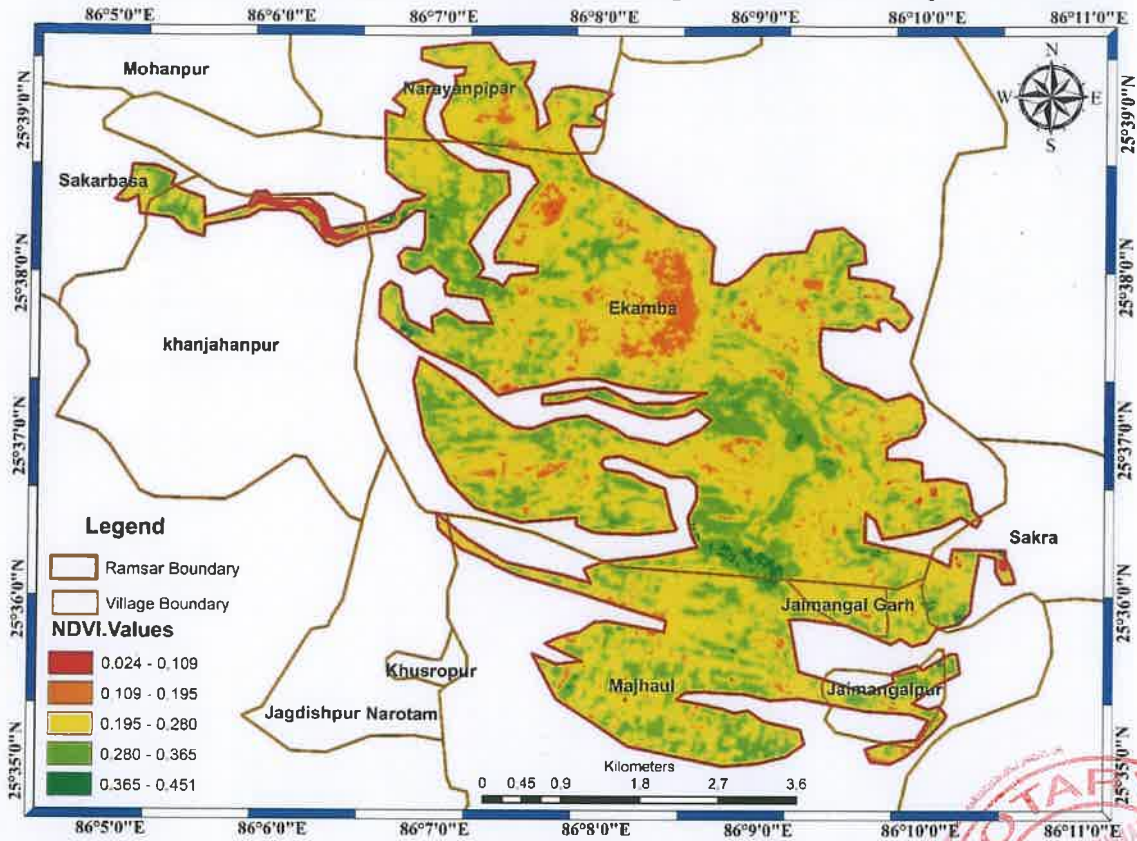 86°5'0"E 86°6'0"E 86°7'0"E 86°8'0"E 86°9'0"E 86°10'0"E 86°11'0"E
N
W E
S
25°39'0"N
25°38'0"N
25°37'0"N
25°36'0"N
25°35'0"N
25°39'0"N
25°38'0"N
25°37'0"N
25°36'0"N
25°35'0"N
Mohanpur
Narayanpipar
Sakarbasa
Ekamba
khanjahanpur
Sakra
Jaimangal Garh
Khusropur
Majhaul
Jaimangalpur
Jagdishpur Narotam
Legend
Ramsar Boundary
Village Boundary
NDVI.Values
0.024 - 0.109
0.109 - 0.195
0.195 - 0.280
0.280 - 0.365
0.365 - 0.451
Kilometers
0 0.45 0.9 1.8 2.7 3.6
86°5'0"E 86°6'0"E 86°7'0"E 86°8'0"E 86°9'0"E 86°10'0"E 86°11'0"E